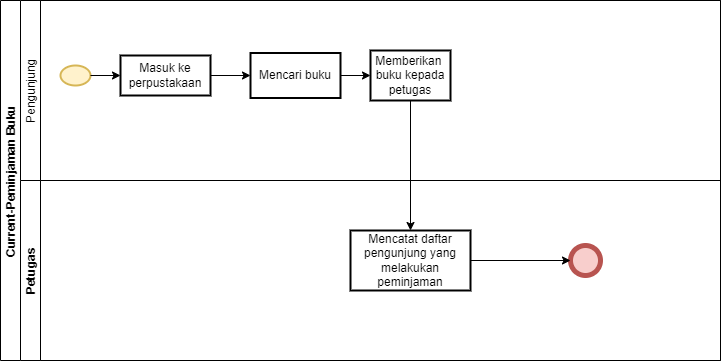 Current-Peminjaman Buku
Pengunjung
Masuk ke
perpustakaan
Mencari buku
Memberikan
buku kepada
petugas
Petugas
Mencatat daftar
pengunjung yang
melakukan
peminjaman